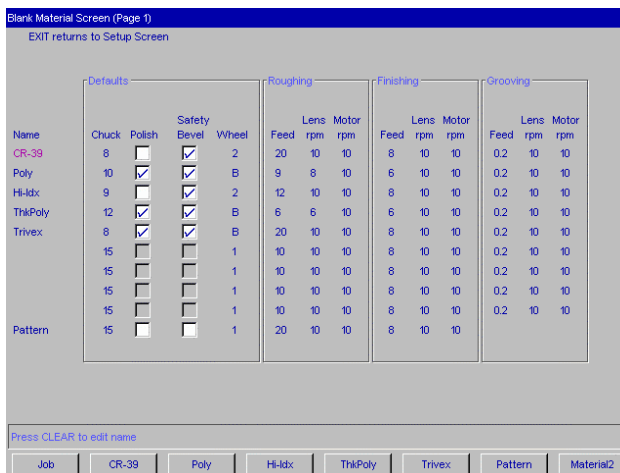 Blank Material Screen (Page 1)
EXIT returns to Setup Screen
Defaults Roughing Finishing Grooving
Safety Lens Motor Lens Motor Lens Motor
Name Chuck Polish Bevel Wheel Feed rpm rpm Feed rpm rpm Feed rpm rpm
CR-39 8 2 20 10 10 8 10 10 0.2 10 10
Poly 10 B 9 8 10 6 10 10 0.2 10 10
Hi-Idx 9 2 12 10 10 8 10 10 0.2 10 10
ThkPoly 12 B 6 6 10 6 10 10 0.2 10 10
Trivex 8 B 20 10 10 8 10 10 0.2 10 10
15 1 10 10 10 8 10 10 0.2 10 10
15 1 10 10 10 8 10 10 0.2 10 10
15 1 10 10 10 8 10 10 0.2 10 10
15 1 10 10 10 8 10 10 0.2 10 10
Pattern 15 1 20 10 10 8 10 10
Press CLEAR to edit name
Job CR-39 Poly Hi-Idx ThkPoly Trivex Pattern Material2